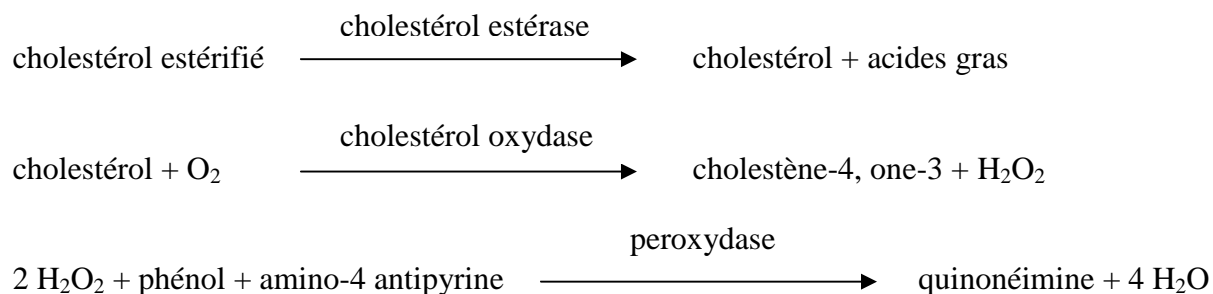 cholestérol estérase
cholestérol estérifié cholestérol + acides gras
cholestérol oxydase
cholestérol + O₂ cholestène-4, one-3 + H₂O₂
peroxydase
2 H₂O₂ + phénol + amino-4 antipyrine quinonéimine + 4 H₂O